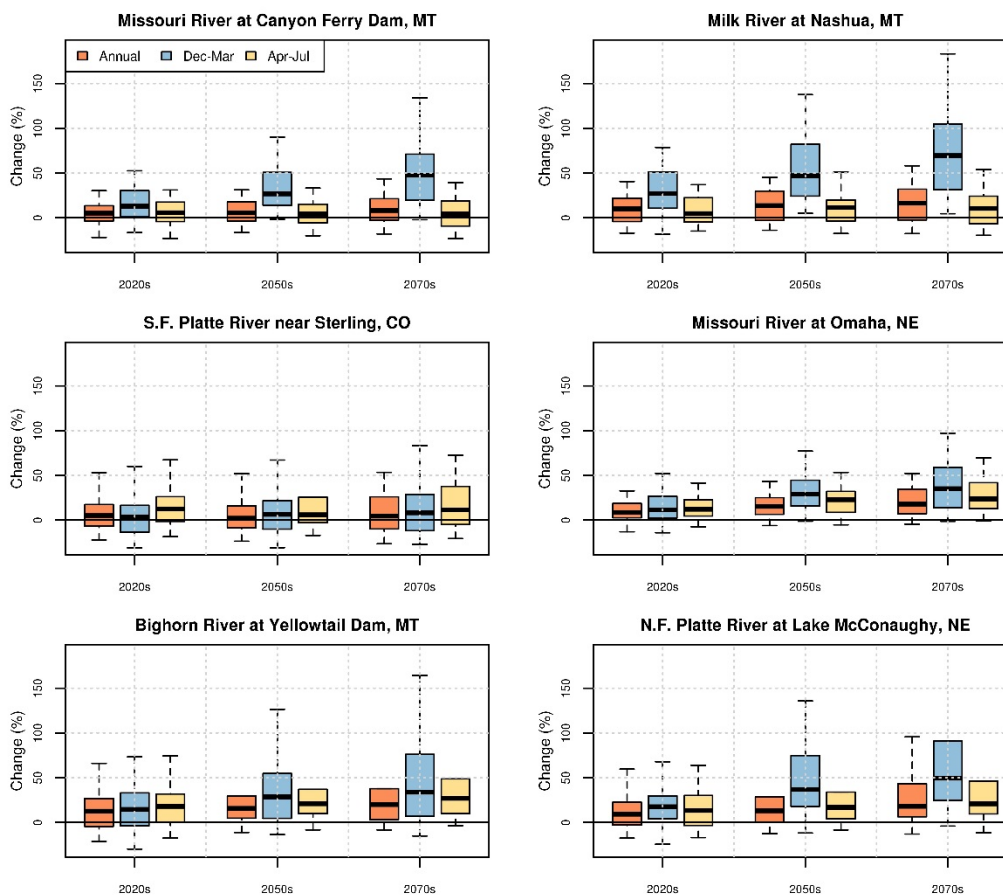 Missouri River at Canyon Ferry Dam, MT
Annual Dec-Mar Apr-Jul
Change (%)
150
100
50
0
2020s 2050s 2070s
Milk River at Nashua, MT
Change (%)
150
100
50
0
2020s 2050s 2070s
S.F. Platte River near Sterling, CO
Change (%)
150
100
50
0
2020s 2050s 2070s
Missouri River at Omaha, NE
Change (%)
150
100
50
0
2020s 2050s 2070s
Bighorn River at Yellowtail Dam, MT
Change (%)
150
100
50
0
2020s 2050s 2070s
N.F. Platte River at Lake McConaughy, NE
Change (%)
150
100
50
0
2020s 2050s 2070s